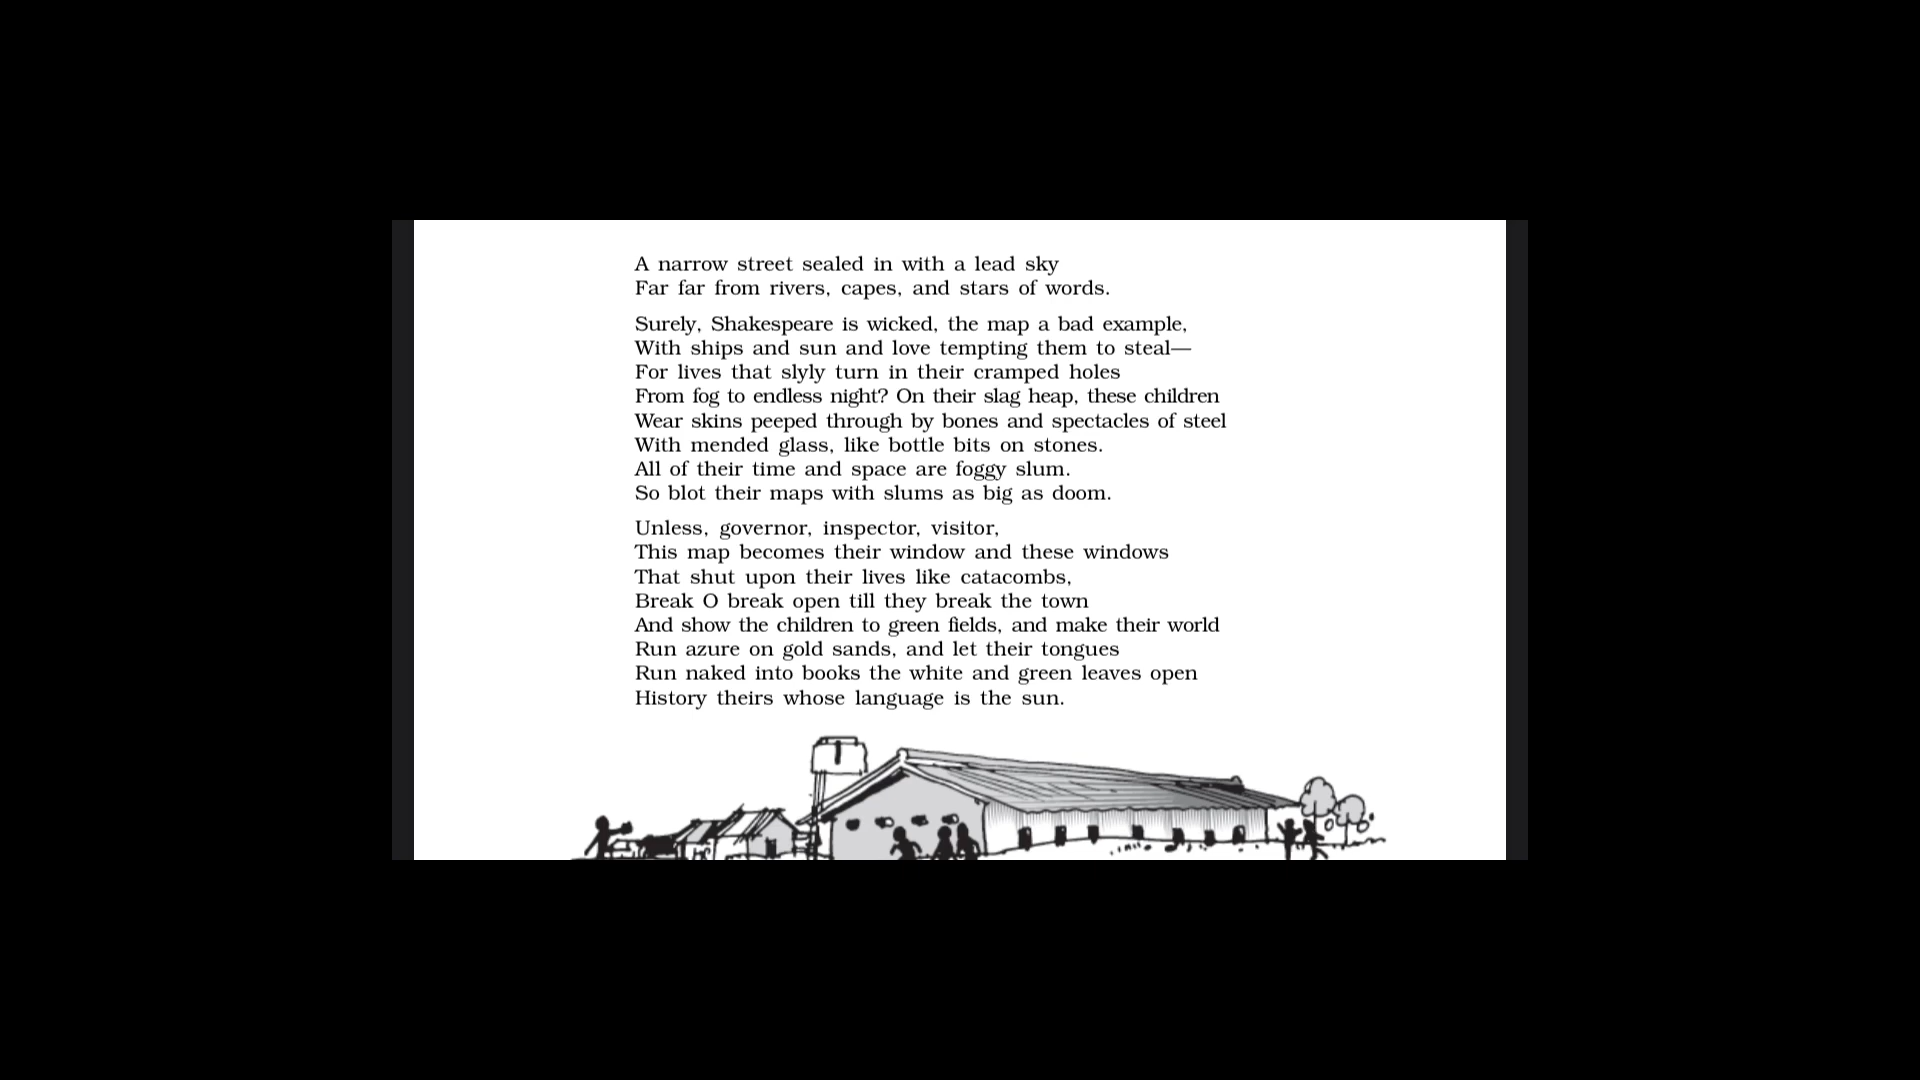 A narrow street sealed in with a lead sky
Far far from rivers, capes, and stars of words.
Surely, Shakespeare is wicked, the map a bad example,
With ships and sun and love tempting them to steal—
For lives that slyly turn in their cramped holes
From fog to endless night? On their slag heap, these children
Wear skins peeped through by bones and spectacles of steel
With mended glass, like bottle bits on stones.
All of their time and space are foggy slum.
So blot their maps with slums as big as doom.
Unless, governor, inspector, visitor,
This map becomes their window and these windows
That shut upon their lives like catacombs,
Break O break open till they break the town
And show the children to green fields, and make their world
Run azure on gold sands, and let their tongues
Run naked into books the white and green leaves open
History theirs whose language is the sun.